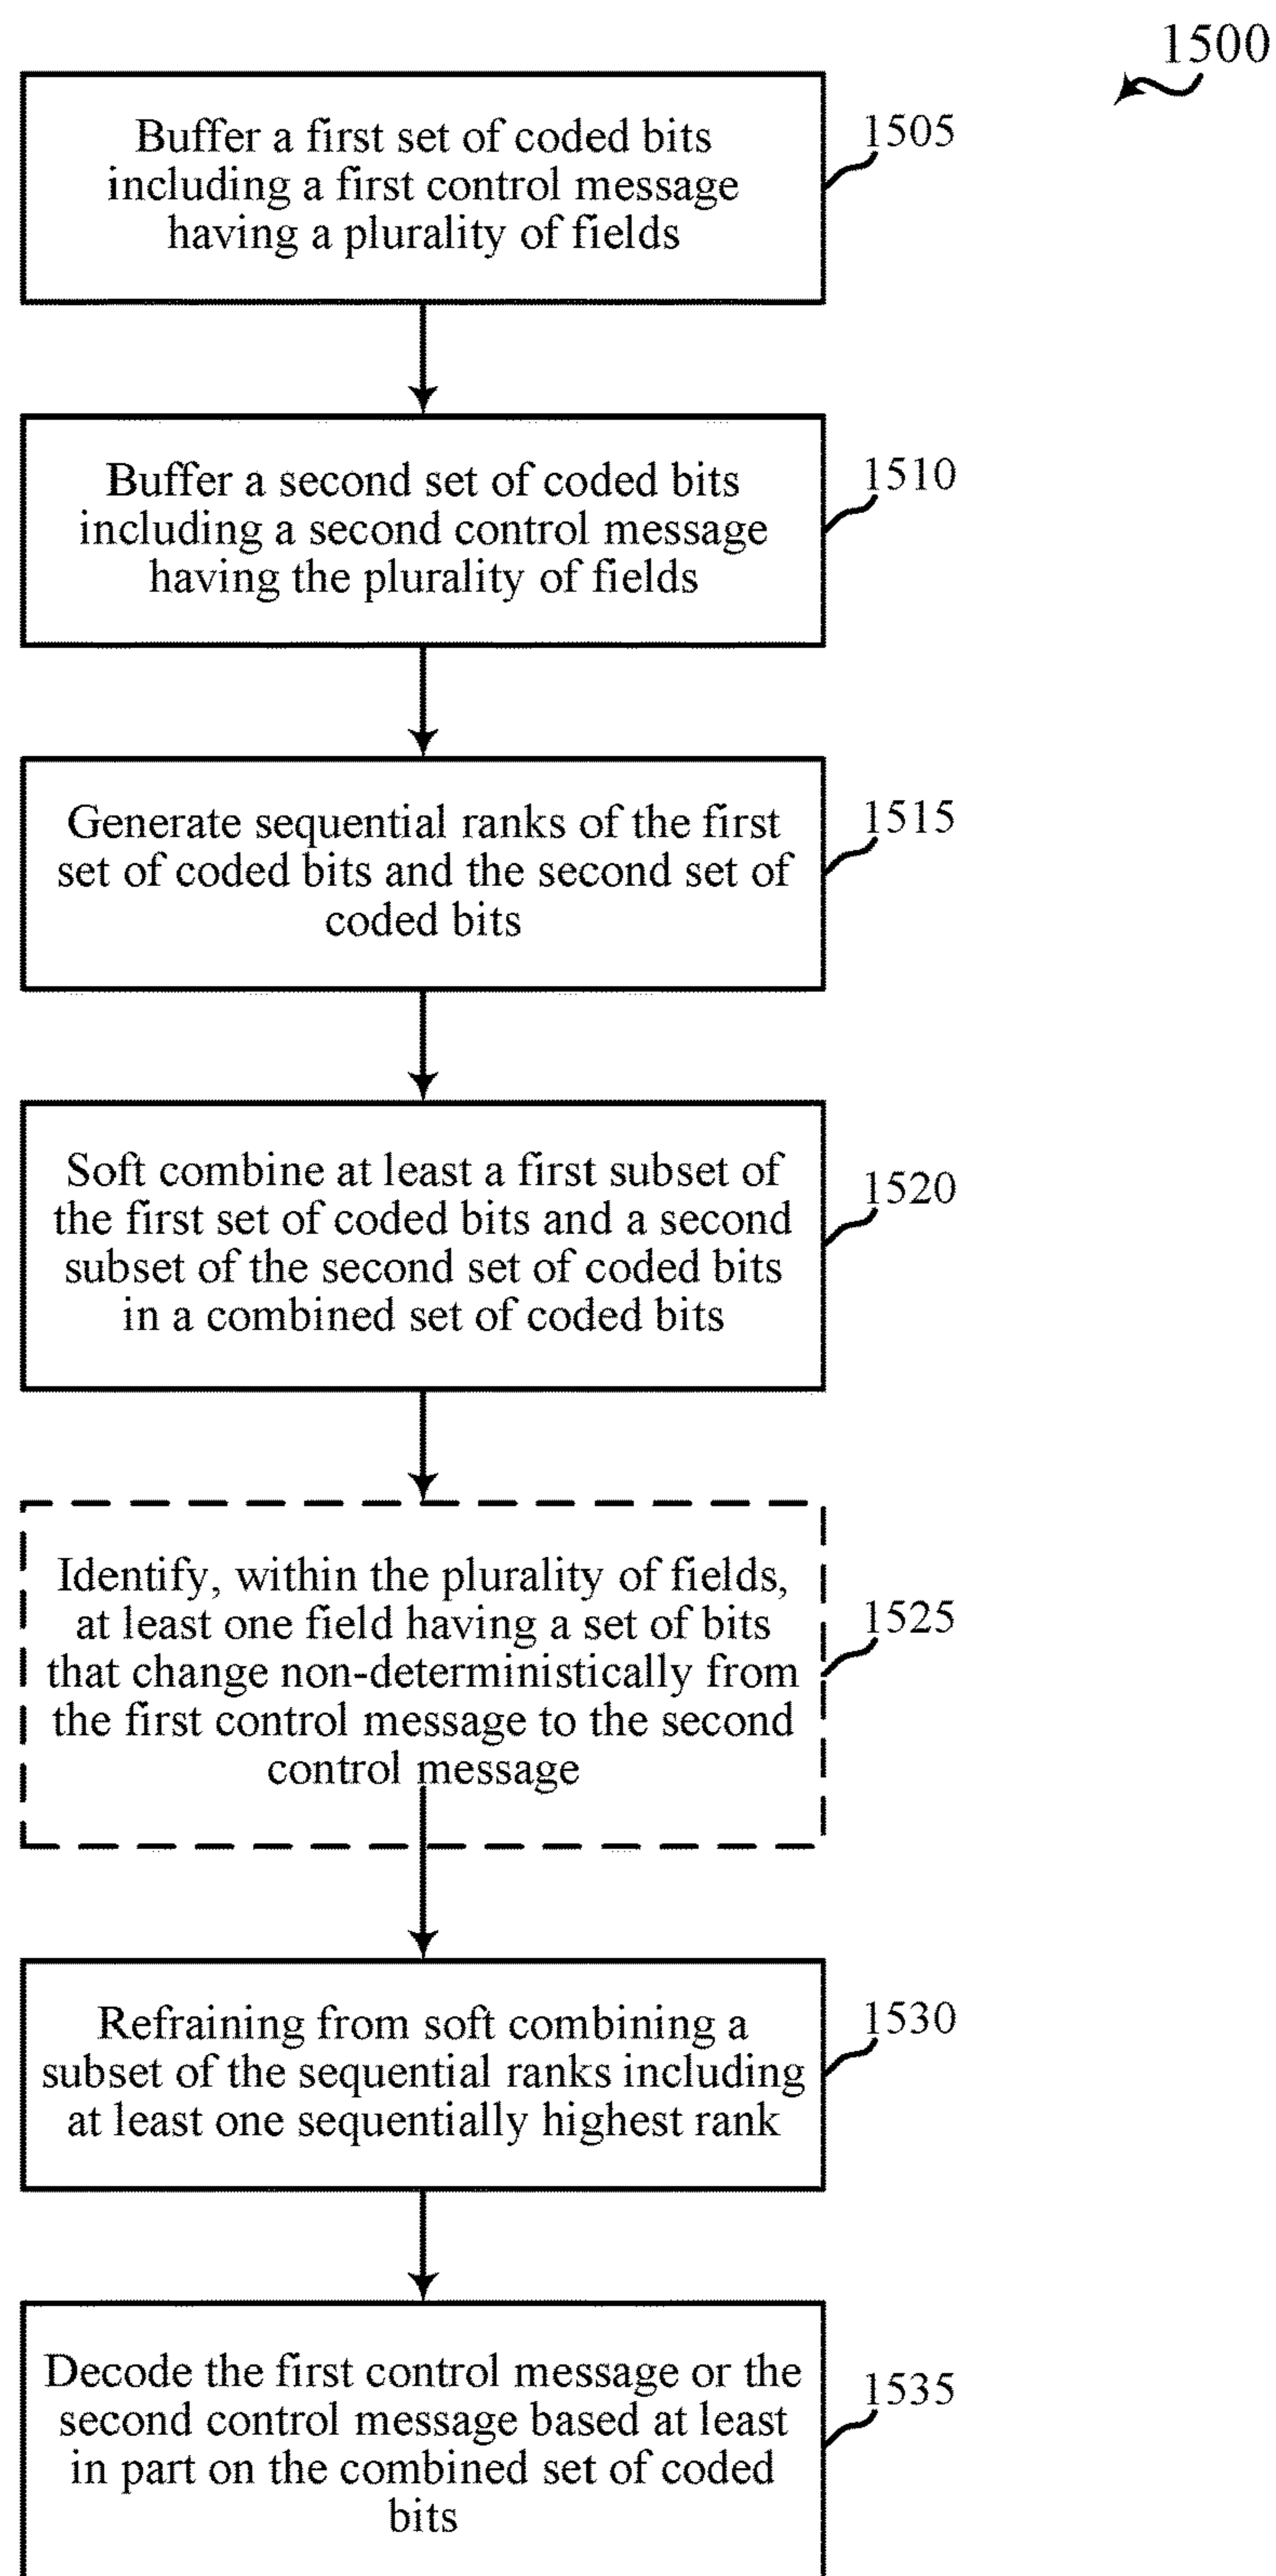 1500
Buffer a first set of coded bits
including a first control message
having a plurality of fields
1505
Buffer a second set of coded bits
including a second control message
having the plurality of fields
1510
Generate sequential ranks of the first
set of coded bits and the second set of
coded bits
1515
Soft combine at least a first subset of
the first set of coded bits and a second
subset of the second set of coded bits
in a combined set of coded bits
1520
Identify, within the plurality of fields,
at least one field having a set of bits
that change non-deterministically from
the first control message to the second
control message
1525
Refraining from soft combining a
subset of the sequential ranks including
at least one sequentially highest rank
1530
Decode the first control message or the
second control message based at least
in part on the combined set of coded
bits
1535